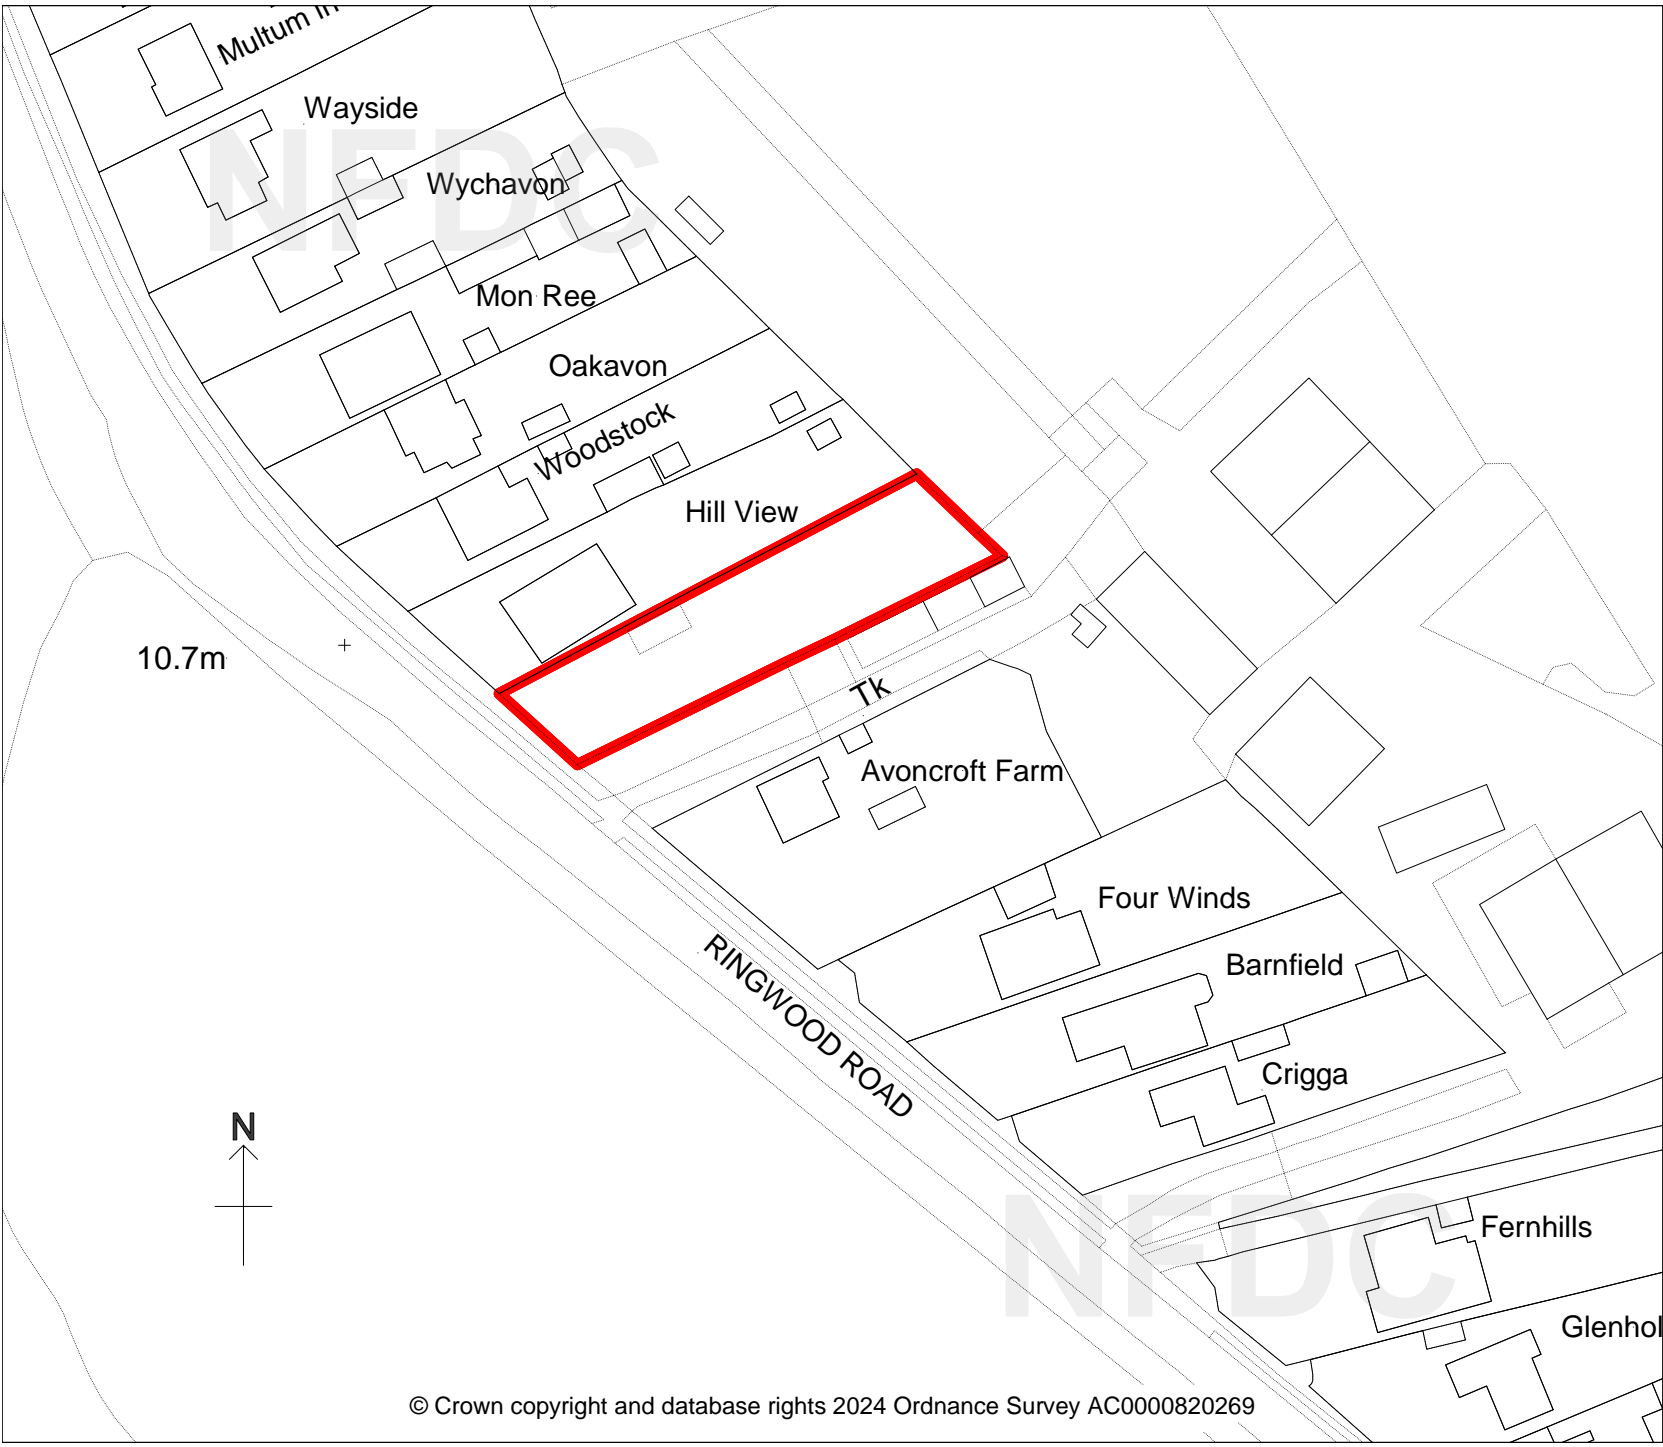 Multum in
Wayside
NFDC
Wychavon
Mon Ree
Oakavon
Woodstock
Hill View
10.7m
Tk
Avoncroft Farm
Four Winds
RINGWOOD ROAD
Barnfield
Crigga
N
NFDC
Fernhills
Glenhol
© Crown copyright and database rights 2024 Ordnance Survey AC0000820269